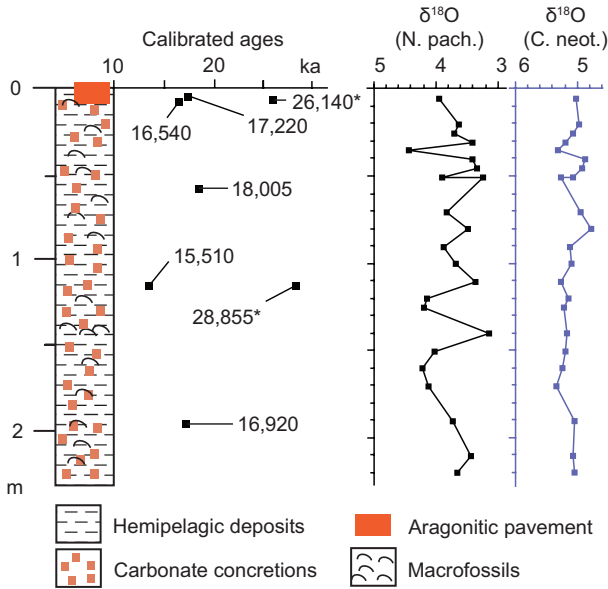 δ18O
δ18O
Calibrated ages
(N. pach.)
(C. neot.)
10
20
ka
5
4
3
6
5
0
26,140*
16,540
17,220
18,005
1
15,510
28,855*
16,920
2
m
Hemipelagic deposits
Aragonitic pavement
Carbonate concretions
Macrofossils